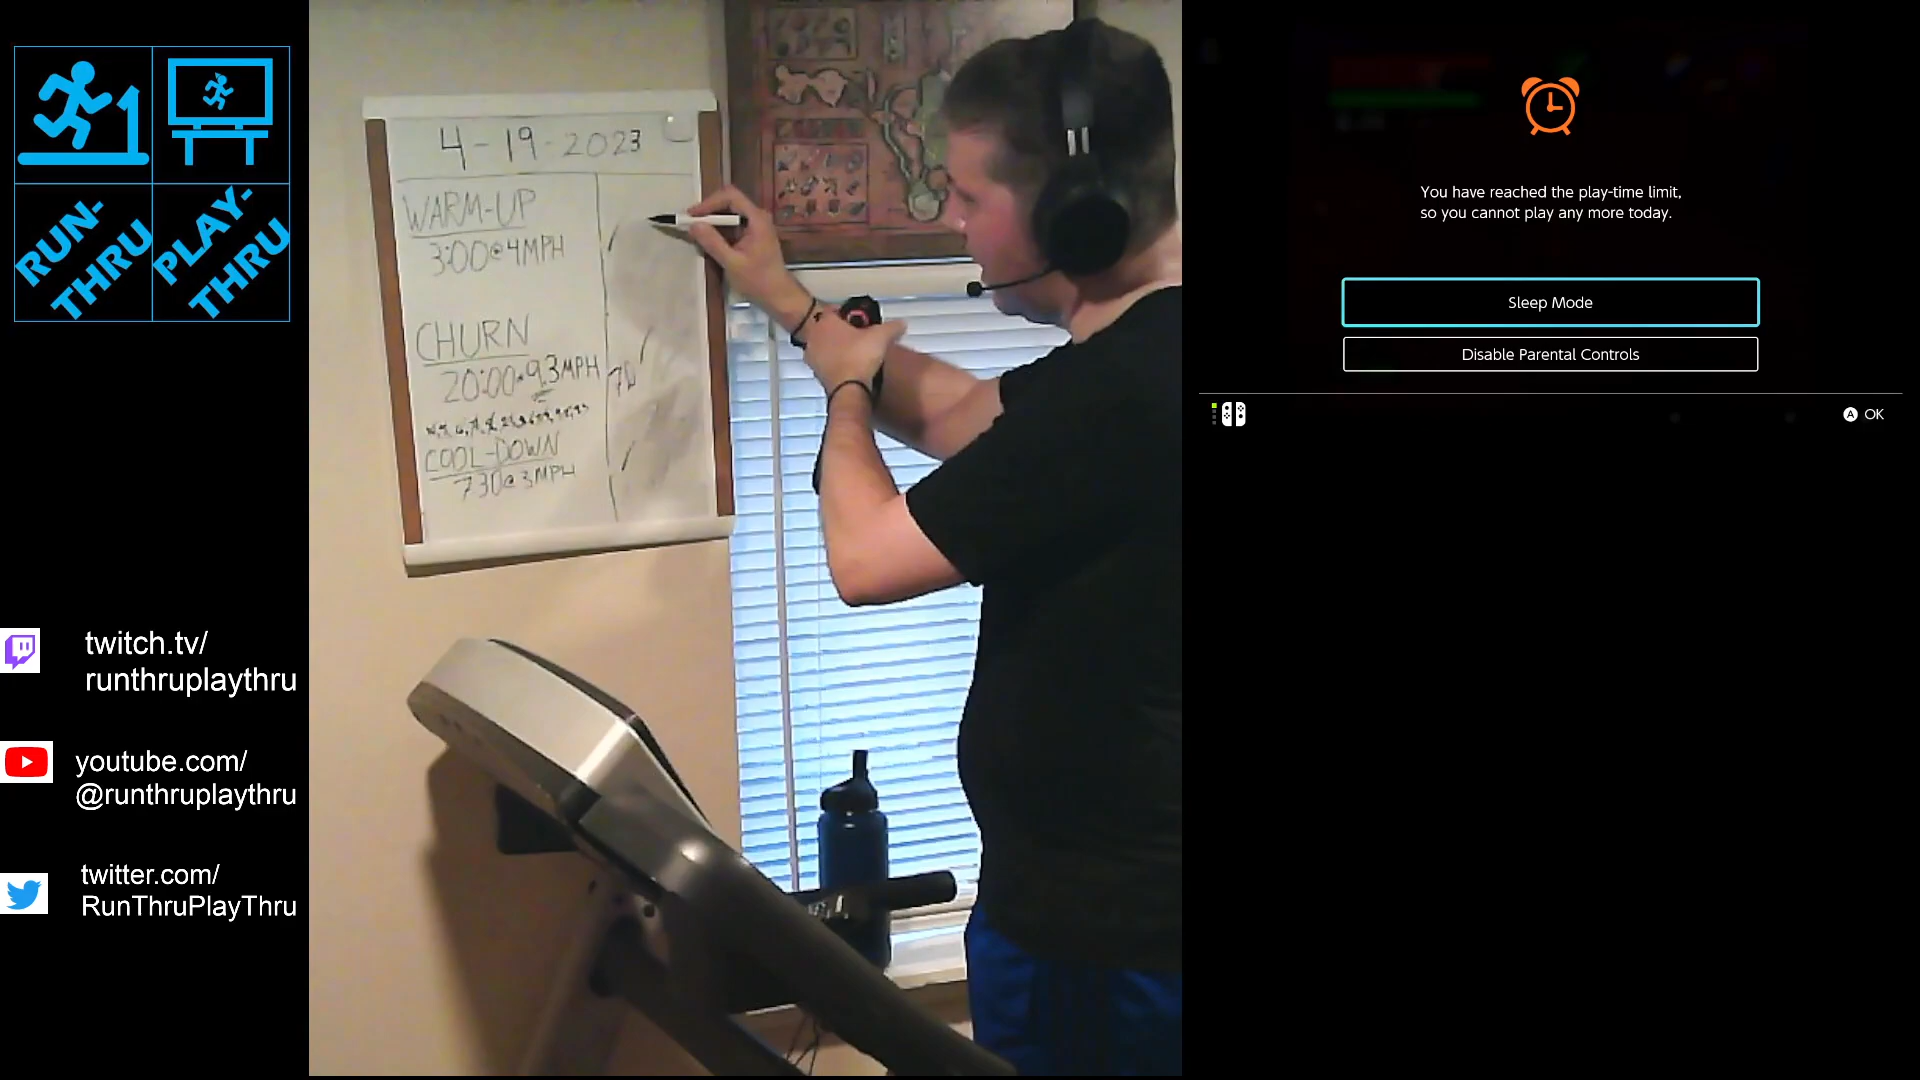 RUN-
THRU
PLAY-
THRU
twitch.tv/
runthruplaythru
youtube.com/
@runthruplaythru
twitter.com/
RunThruPlayThru
4-19-2023
WARM-UP
3:00@4MPH
CHURN
20:00@9.3MPH
COOL-DOWN
730@3MPH
You have reached the play-time limit,
so you cannot play any more today.
Sleep Mode
Disable Parental Controls
A OK